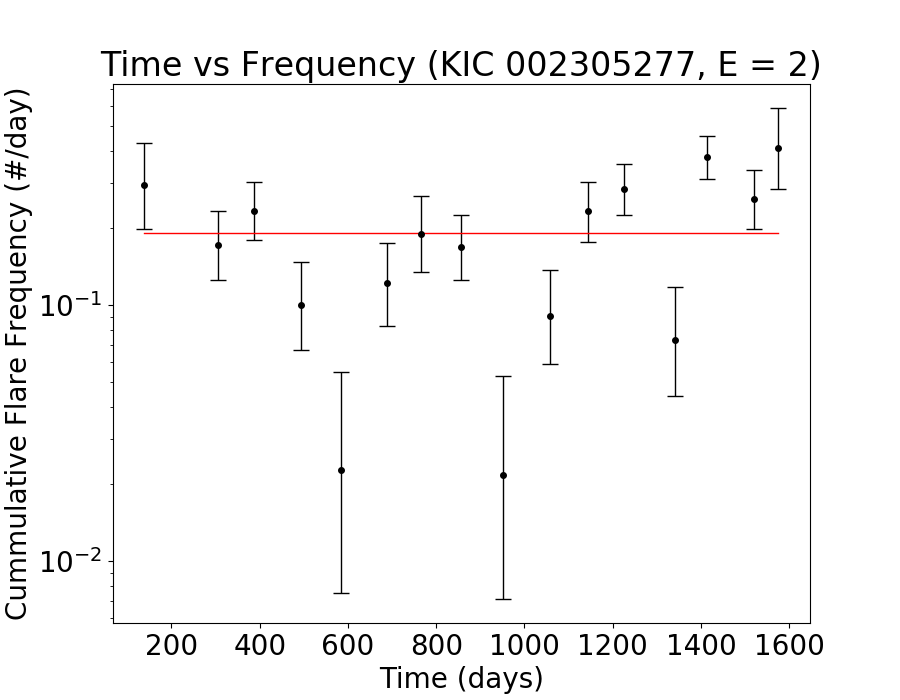 Time vs Frequency (KIC 002305277, E = 2)
Cummulative Flare Frequency (#/day)
10⁻¹
10⁻²
200 400 600 800 1000 1200 1400 1600
Time (days)